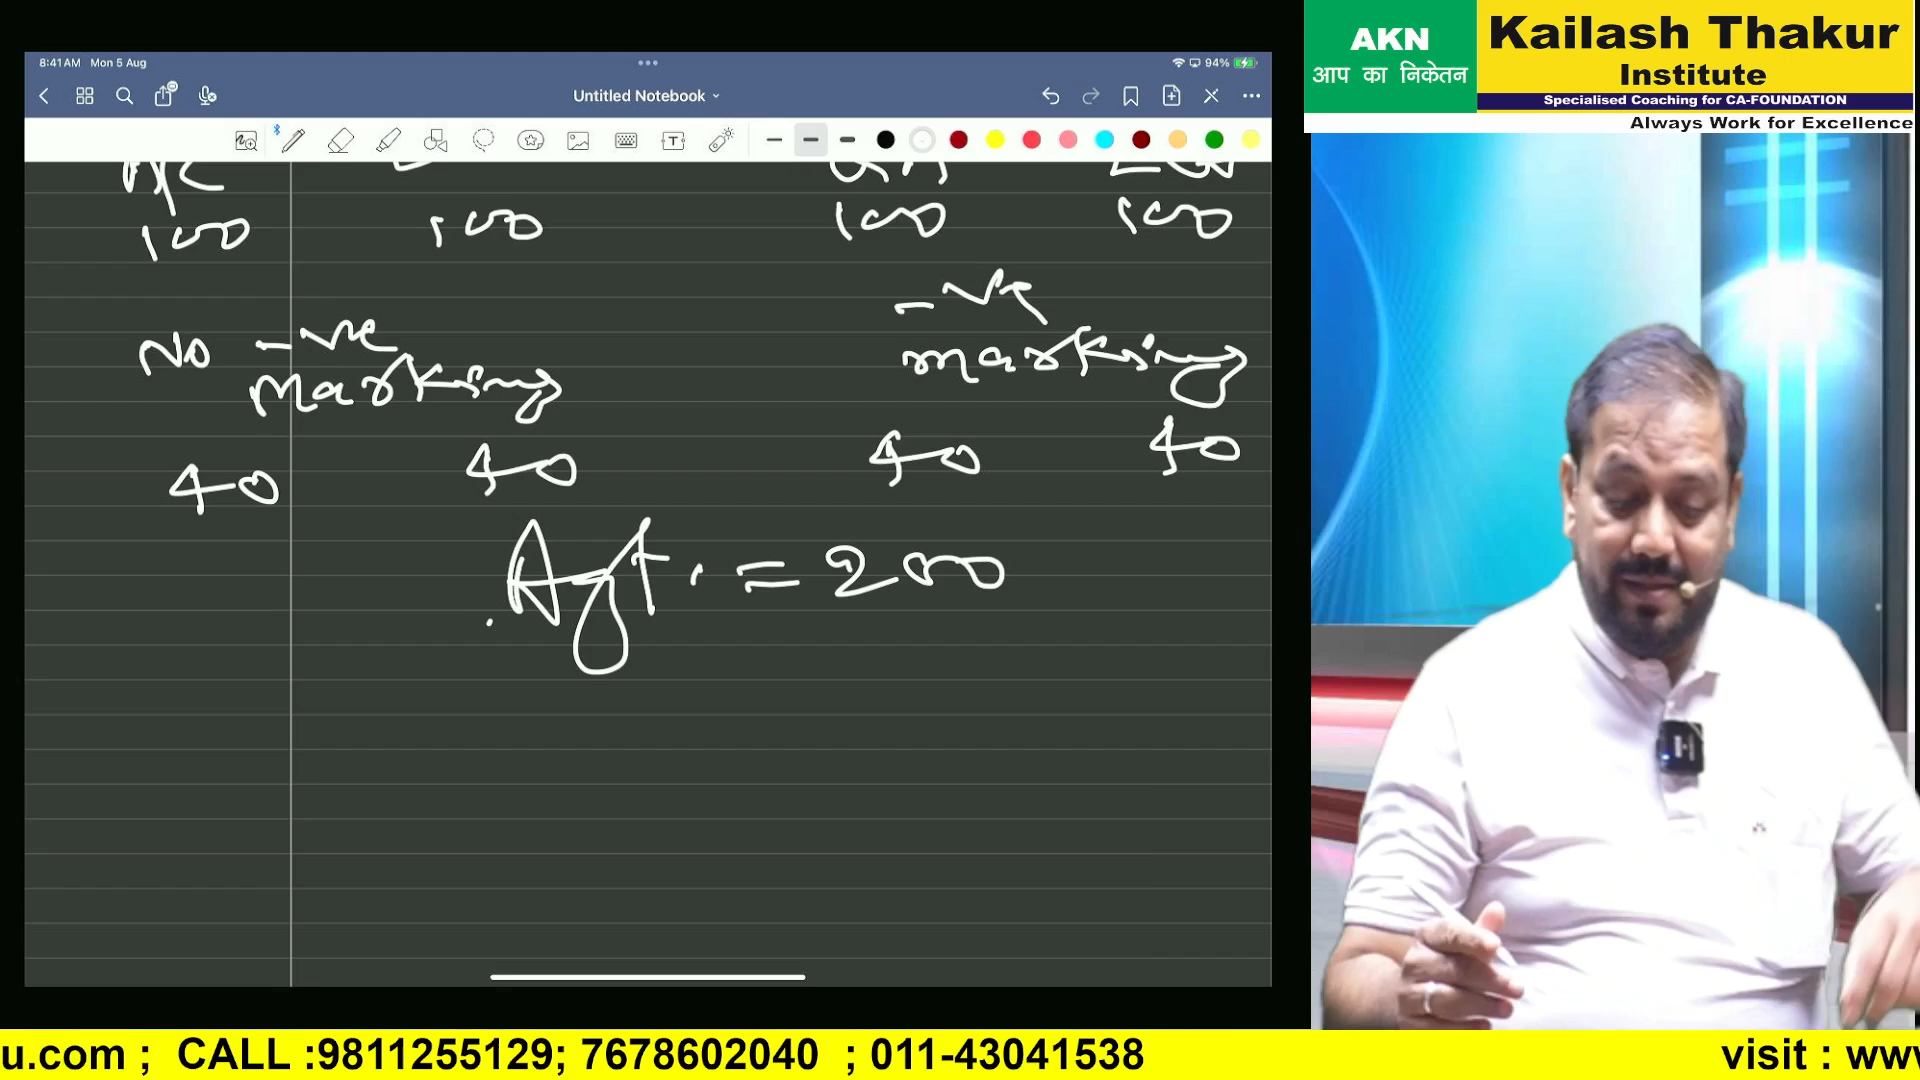 8:41 AM Mon 5 Aug
94%
Untitled Notebook
A/C
100 100 100 100
No -ve
marking
-ve
marking
40 40 40 40
Agt. = 200
AKN
आप का निकेतन
Kailash Thakur
Institute
Specialised Coaching for CA-FOUNDATION
Always Work for Excellence
u.com ; CALL :9811255129; 7678602040 ; 011-43041538 visit : ww